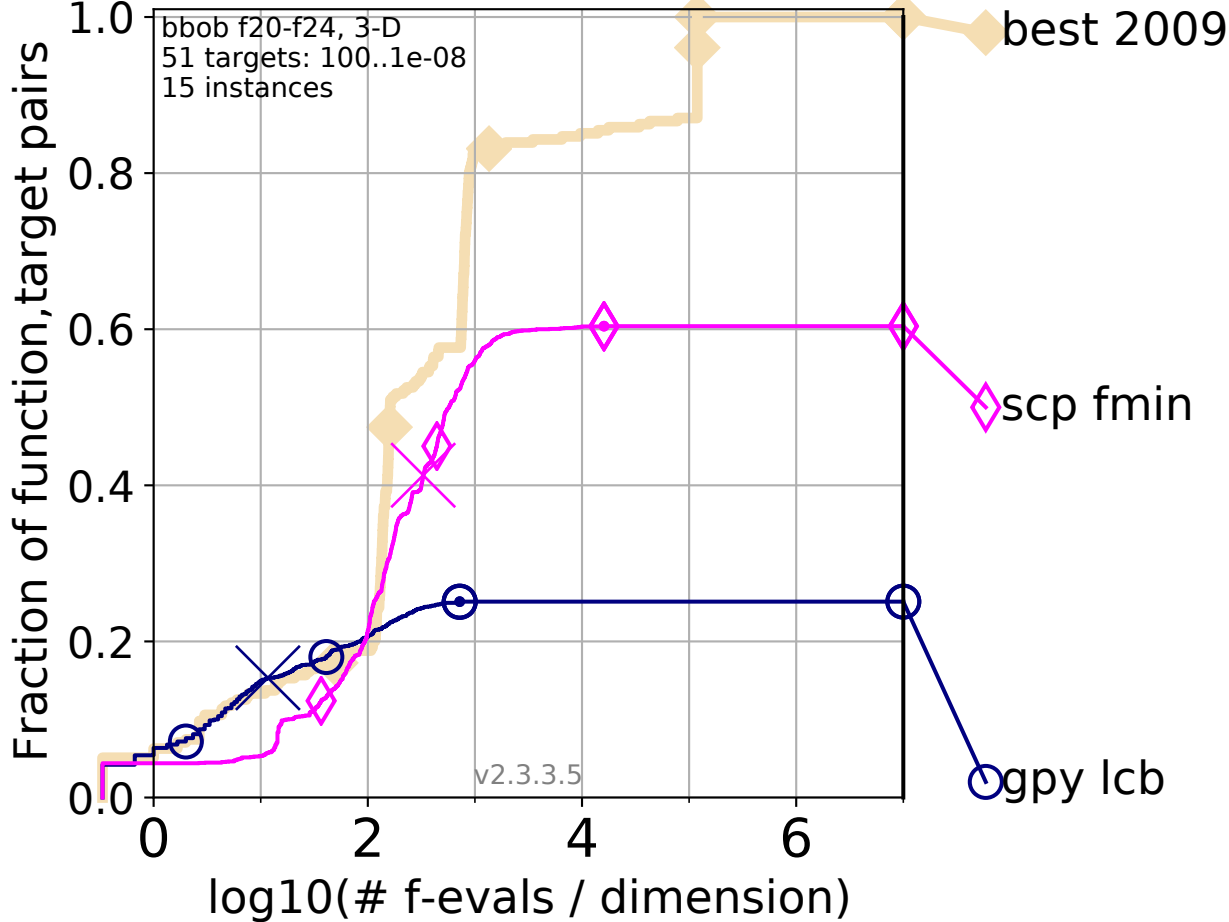 bbob f20-f24, 3-D
51 targets: 100..1e-08
15 instances
1.0
0.8
0.6
0.4
0.2
0.0
Fraction of function,target pairs
best 2009
scp fmin
gpy lcb
v2.3.3.5
0 2 4 6
log10(# f-evals / dimension)